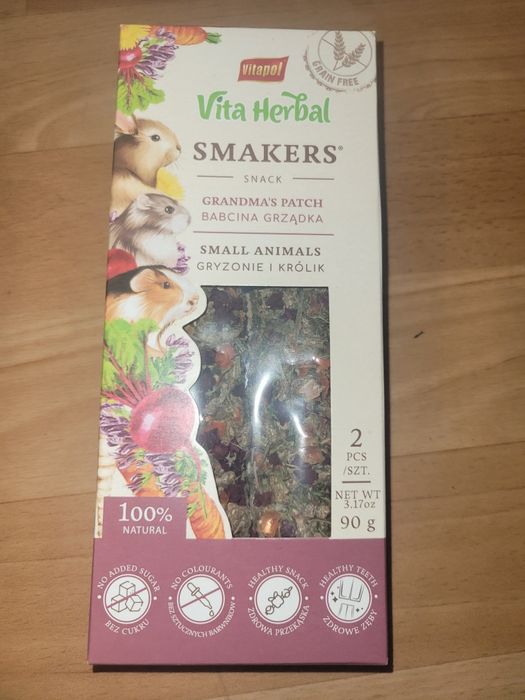 vitapol
GRAIN FREE
Vita Herbal
SMAKERS®
SNACK
GRANDMA'S PATCH
BABCINA GRZĄDKA
SMALL ANIMALS
GRYZONIE I KRÓLIK
2
PCS
/SZT.
NET WT
3.17oz
90 g
100%
NATURAL
NO ADDED SUGAR
BEZ CUKRU
NO COLOURANTS
BEZ SZTUCZNYCH BARWNIKÓW
HEALTHY SNACK
ZDROWA PRZEKĄSKA
HEALTHY TEETH
ZDROWE ZĘBY